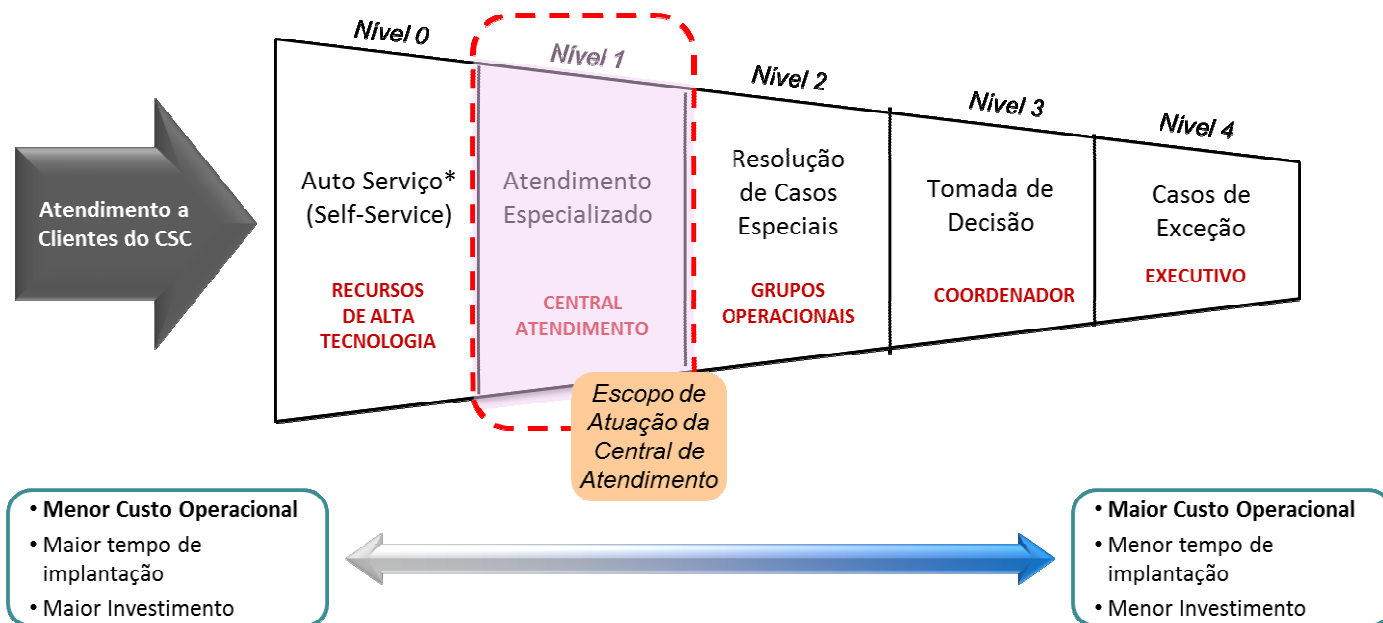 Nível 0
Nível 1
Nível 2
Nível 3
Nível 4
Atendimento a
Clientes do CSC
Auto Serviço*
(Self-Service)
RECURSOS
DE ALTA
TECNOLOGIA
Atendimento
Especializado
CENTRAL
ATENDIMENTO
Resolução
de Casos
Especiais
GRUPOS
OPERACIONAIS
Tomada de
Decisão
COORDENADOR
Casos de
Exceção
EXECUTIVO
Escopo de
Atuação da
Central de
Atendimento
• Menor Custo Operacional
• Maior tempo de
implantação
• Maior Investimento
• Maior Custo Operacional
• Menor tempo de
implantação
• Menor Investimento